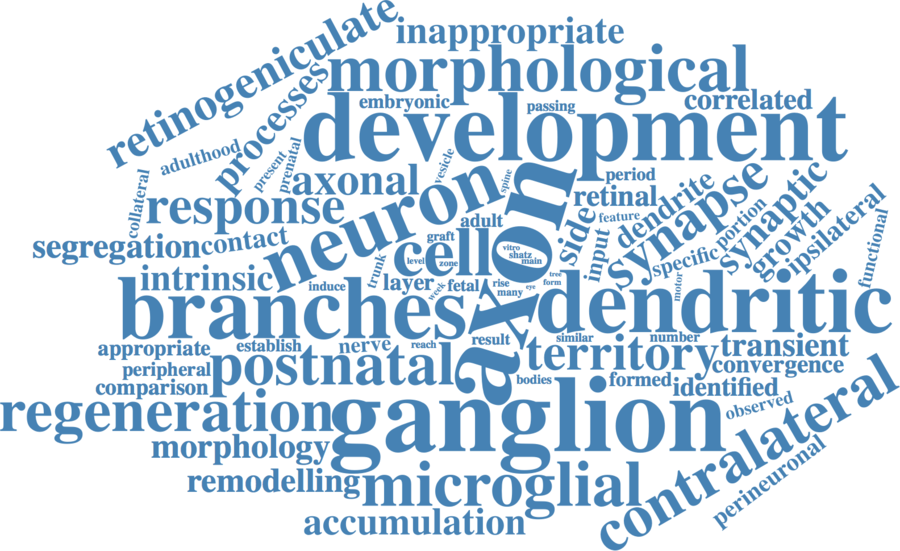 retinogeniculate
inappropriate
morphological
processes
embryonic
passing
correlated
development
adulthood
present
prenatal
vesicle
spine
collateral
axonal
period
retinal
dendrite
synapse
portion
synaptic
response
neuron
adult
axon
side
feature
input
specific
growth
ipsilateral
functional
segregation
contact
graft
cell
level
zone
vitro
shatz
main
intrinsic
induce
trunk
layer
week
fetal
rise
many
eye
tree
form
motor
branches
dendritic
appropriate
establish
nerve
reach
result
similar
number
territory
transient
peripheral
postnatal
convergence
comparison
bodies
formed
identified
regeneration
ganglion
observed
contralateral
morphology
perineuronal
remodelling
microglial
accumulation